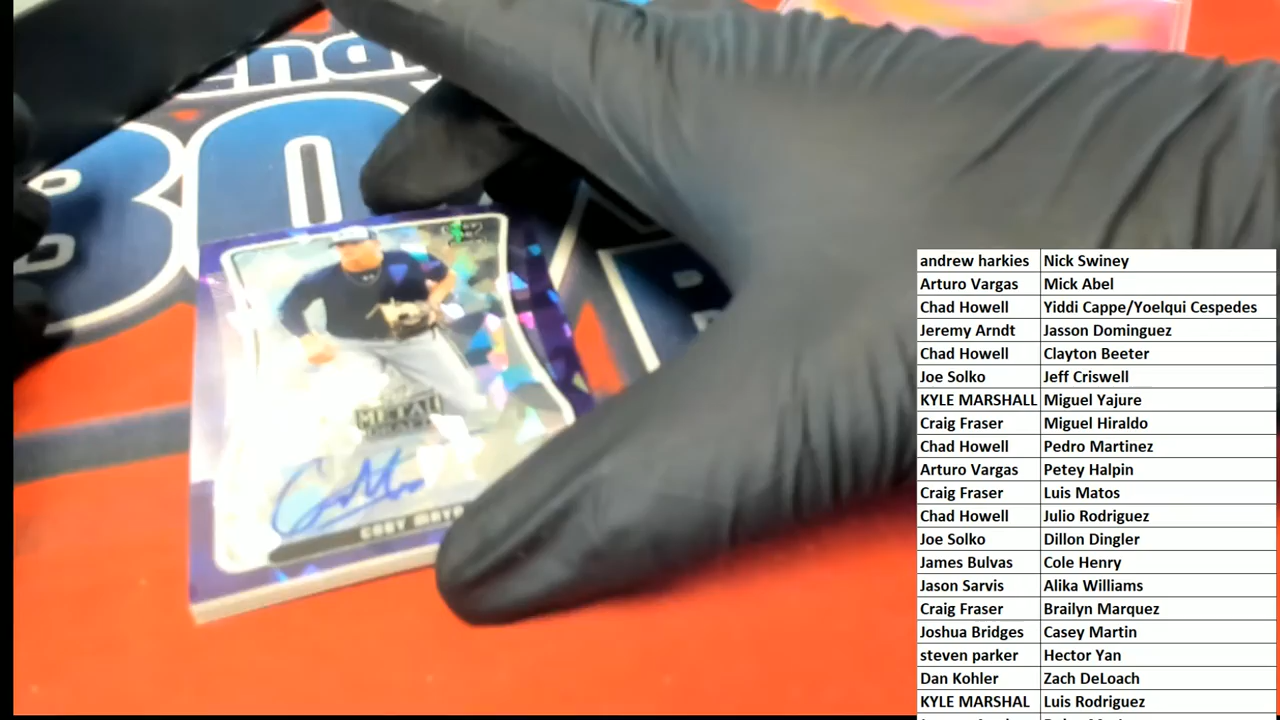 METAL
DRAFT
COBY MAYO
andrew harkies Nick Swiney
Arturo Vargas Mick Abel
Chad Howell Yiddi Cappe/Yoelqui Cespedes
Jeremy Arndt Jasson Dominguez
Chad Howell Clayton Beeter
Joe Solko Jeff Criswell
KYLE MARSHALL Miguel Yajure
Craig Fraser Miguel Hiraldo
Chad Howell Pedro Martinez
Arturo Vargas Petey Halpin
Craig Fraser Luis Matos
Chad Howell Julio Rodriguez
Joe Solko Dillon Dingler
James Bulvas Cole Henry
Jason Sarvis Alika Williams
Craig Fraser Brailyn Marquez
Joshua Bridges Casey Martin
steven parker Hector Yan
Dan Kohler Zach DeLoach
KYLE MARSHAL Luis Rodriguez